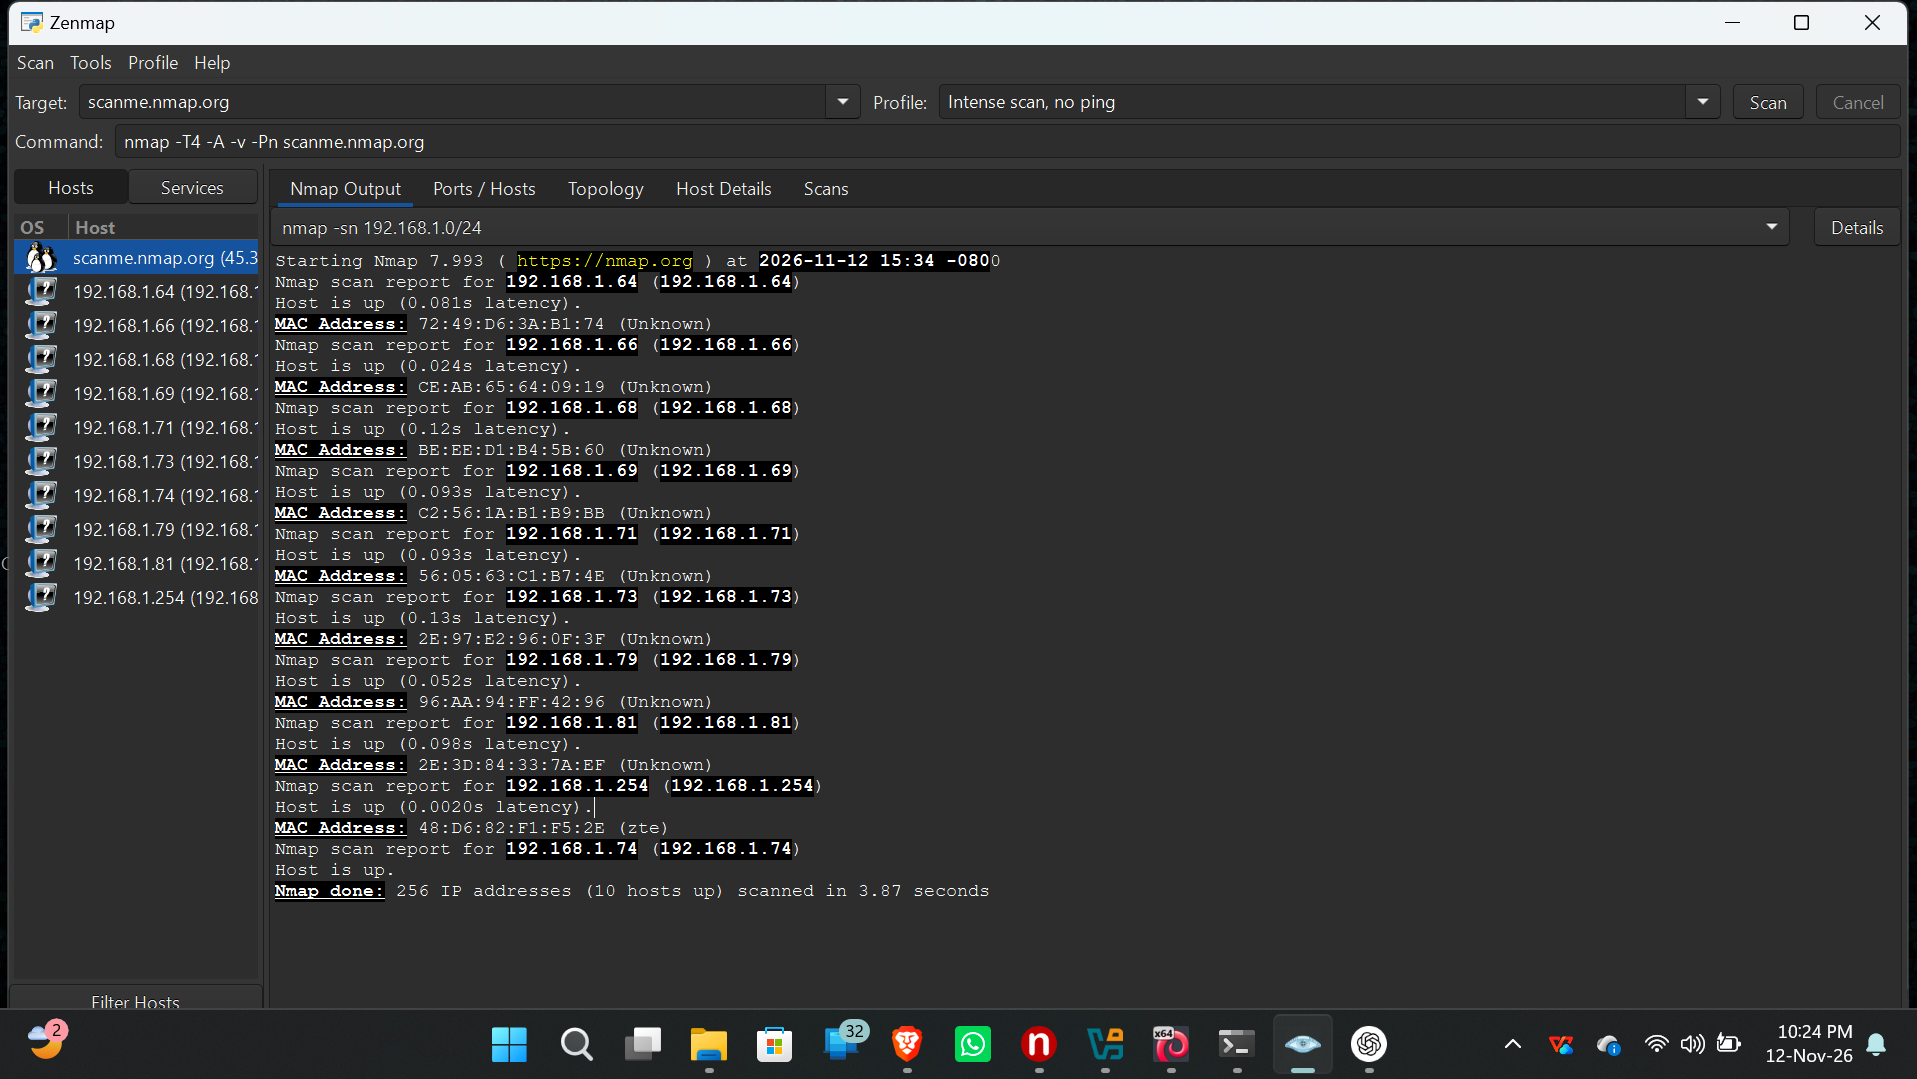 Zenmap
Scan Tools Profile Help
Target: scanme.nmap.org Profile: Intense scan, no ping Scan Cancel
Command: nmap -T4 -A -v -Pn scanme.nmap.org
Hosts Services
OS Host
scanme.nmap.org (45.3
192.168.1.64 (192.168.1
192.168.1.66 (192.168.1
192.168.1.68 (192.168.1
192.168.1.69 (192.168.1
192.168.1.71 (192.168.1
192.168.1.73 (192.168.1
192.168.1.74 (192.168.1
192.168.1.79 (192.168.1
192.168.1.81 (192.168.1
192.168.1.254 (192.168
Filter Hosts
Nmap Output Ports / Hosts Topology Host Details Scans
nmap -sn 192.168.1.0/24 Details
Starting Nmap 7.993 ( https://nmap.org ) at 2026-11-12 15:34 -0800
Nmap scan report for 192.168.1.64 (192.168.1.64)
Host is up (0.081s latency).
MAC Address: 72:49:D6:3A:B1:74 (Unknown)
Nmap scan report for 192.168.1.66 (192.168.1.66)
Host is up (0.024s latency).
MAC Address: CE:AB:65:64:09:19 (Unknown)
Nmap scan report for 192.168.1.68 (192.168.1.68)
Host is up (0.12s latency).
MAC Address: BE:EE:D1:B4:5B:60 (Unknown)
Nmap scan report for 192.168.1.69 (192.168.1.69)
Host is up (0.093s latency).
MAC Address: C2:56:1A:B1:B9:BB (Unknown)
Nmap scan report for 192.168.1.71 (192.168.1.71)
Host is up (0.093s latency).
MAC Address: 56:05:63:C1:B7:4E (Unknown)
Nmap scan report for 192.168.1.73 (192.168.1.73)
Host is up (0.13s latency).
MAC Address: 2E:97:E2:96:0F:3F (Unknown)
Nmap scan report for 192.168.1.79 (192.168.1.79)
Host is up (0.052s latency).
MAC Address: 96:AA:94:FF:42:96 (Unknown)
Nmap scan report for 192.168.1.81 (192.168.1.81)
Host is up (0.098s latency).
MAC Address: 2E:3D:84:33:7A:EF (Unknown)
Nmap scan report for 192.168.1.254 (192.168.1.254)
Host is up (0.0020s latency).
MAC Address: 48:D6:82:F1:F5:2E (zte)
Nmap scan report for 192.168.1.74 (192.168.1.74)
Host is up.
Nmap done: 256 IP addresses (10 hosts up) scanned in 3.87 seconds
2
32
n
x64
10:24 PM
12-Nov-26